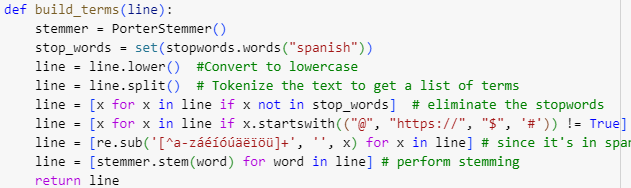 def build_terms(line):
    stemmer = PorterStemmer()
    stop_words = set(stopwords.words("spanish"))
    line = line.lower()  #Convert to lowercase
    line = line.split()  # Tokenize the text to get a list of terms
    line = [x for x in line if x not in stop_words]  # eliminate the stopwords
    line = [x for x in line if x.startswith(("@", "https://", "$", '#')) != True]
    line = [re.sub('[^a-záéíóúäëïöü]+', '', x) for x in line] # since it's in spa
    line = [stemmer.stem(word) for word in line] # perform stemming
    return line